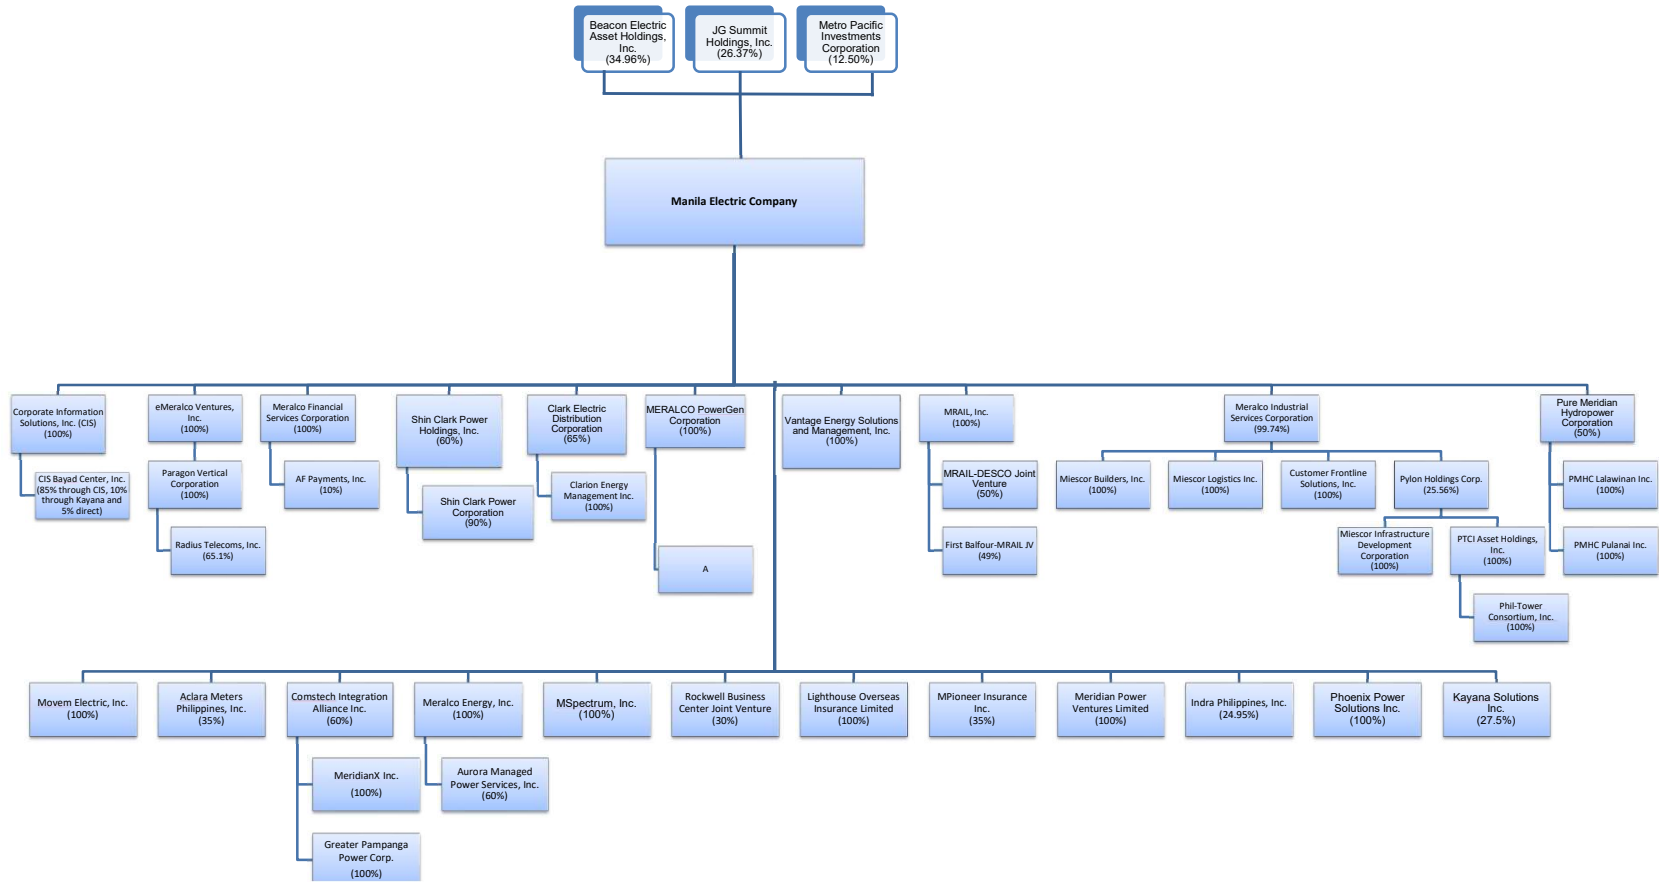 Beacon Electric
Asset Holdings,
Inc.
(34.96%)
JG Summit
Holdings, Inc.
(26.37%)
Metro Pacific
Investments
Corporation
(12.50%)
Manila Electric Company
Corporate Information
Solutions, Inc. (CIS)
(100%)
CIS Bayad Center, Inc.
(85% through CIS, 10%
through Kayana and
5% direct)
eMeralco Ventures,
Inc.
(100%)
Paragon Vertical
Corporation
(100%)
Radius Telecoms, Inc.
(65.1%)
Meralco Financial
Services Corporation
(100%)
AF Payments, Inc.
(10%)
Shin Clark Power
Holdings, Inc.
(60%)
Shin Clark Power
Corporation
(90%)
Clark Electric
Distribution
Corporation
(65%)
Clarion Energy
Management Inc.
(100%)
MERALCO PowerGen
Corporation
(100%)
A
Vantage Energy Solutions
and Management, Inc.
(100%)
MRAIL, Inc.
(100%)
MRAIL-DESCO Joint
Venture
(50%)
First Balfour-MRAIL JV
(49%)
Meralco Industrial
Services Corporation
(99.74%)
Miescor Builders, Inc.
(100%)
Miescor Logistics Inc.
(100%)
Customer Frontline
Solutions, Inc.
(100%)
Pylon Holdings Corp.
(25.56%)
Miescor Infrastructure
Development
Corporation
(100%)
PTCI Asset Holdings,
Inc.
(100%)
Phil-Tower
Consortium, Inc.
(100%)
Pure Meridian
Hydropower
Corporation
(50%)
PMHC Lalawinan Inc.
(100%)
PMHC Pulanai Inc.
(100%)
Movem Electric, Inc.
(100%)
Aclara Meters
Philippines, Inc.
(35%)
Comstech Integration
Alliance Inc.
(60%)
MeridianX Inc.
(100%)
Greater Pampanga
Power Corp.
(100%)
Meralco Energy, Inc.
(100%)
Aurora Managed
Power Services, Inc.
(60%)
MSpectrum, Inc.
(100%)
Rockwell Business
Center Joint Venture
(30%)
Lighthouse Overseas
Insurance Limited
(100%)
MPioneer Insurance
Inc.
(35%)
Meridian Power
Ventures Limited
(100%)
Indra Philippines, Inc.
(24.95%)
Phoenix Power
Solutions Inc.
(100%)
Kayana Solutions
Inc.
(27.5%)